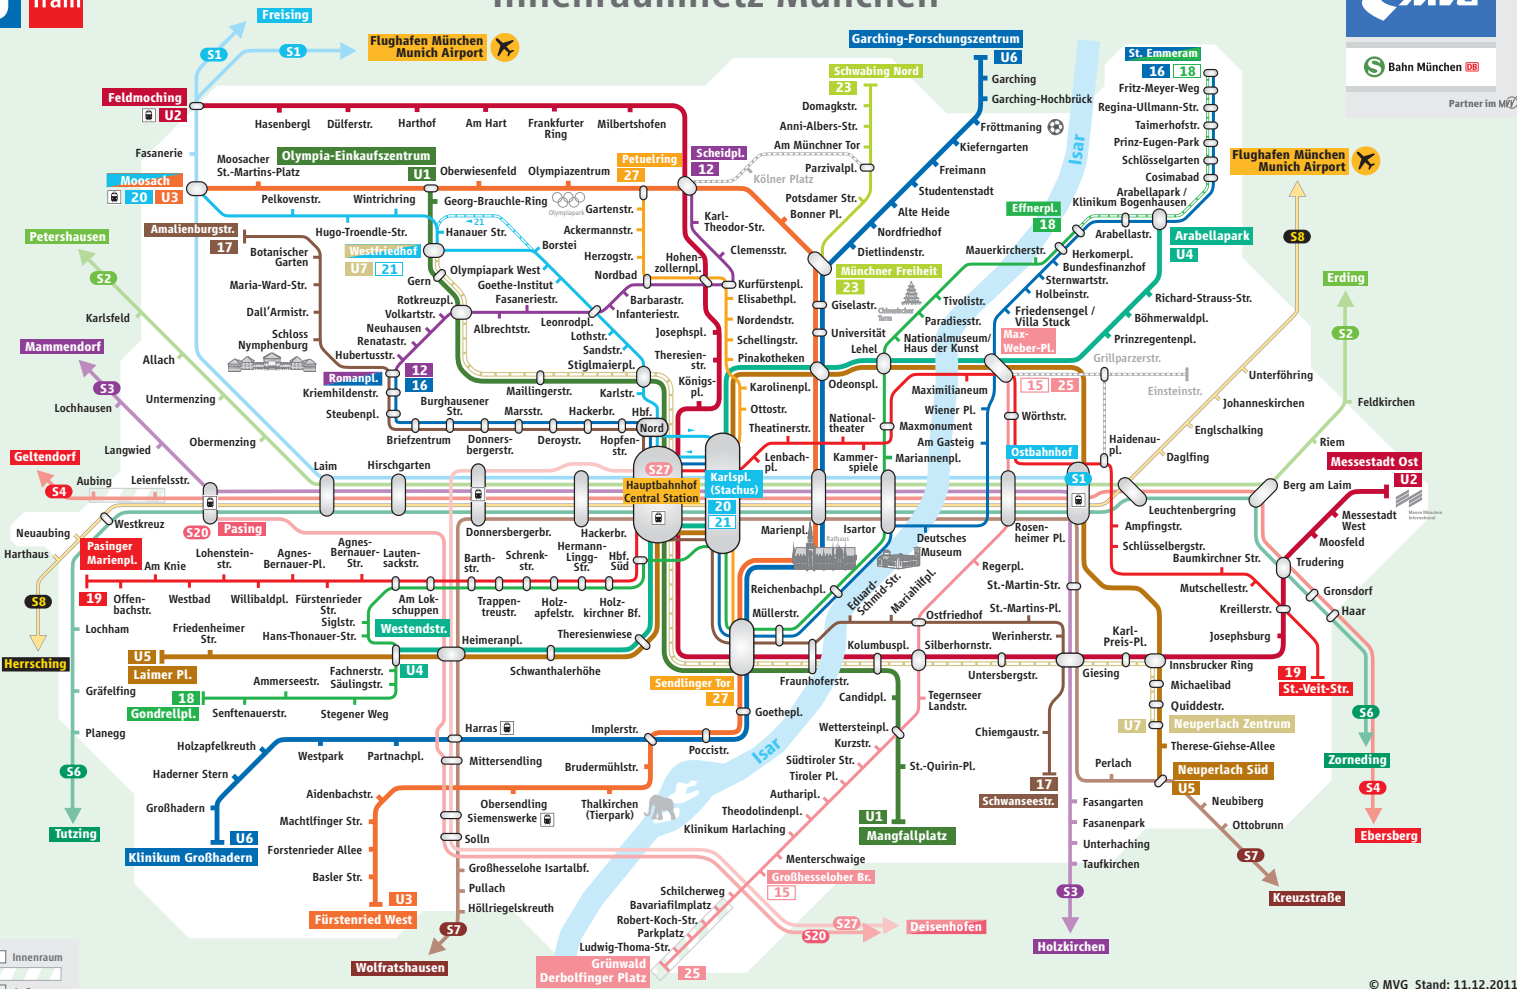 Tram
Innenraumnetz München
MVG
Bahn München DB
Partner im MVV
Freising
S1
S1
Flughafen München
Munich Airport
Garching-Forschungszentrum
U6
Garching
Garching-Hochbrück
Fröttmaning
Kieferngarten
Freimann
Studentenstadt
Alte Heide
Nordfriedhof
Dietlindenstr.
St. Emmeram
16 18
Fritz-Meyer-Weg
Regina-Ullmann-Str.
Taimerhofstr.
Prinz-Eugen-Park
Schlösselgarten
Cosimabad
Arabellapark /
Klinikum Bogenhausen
Schwabing Nord
23
Domagkstr.
Anni-Albers-Str.
Am Münchner Tor
Parzivalpl.
Potsdamer Str.
Bonner Pl.
Kölner Platz
Feldmoching
U2
Hasenbergl
Dülferstr.
Harthof
Am Hart
Frankfurter
Ring
Milbertshofen
Scheidpl.
12
Fasanerie
Moosacher
St.-Martins-Platz
Olympia-Einkaufszentrum
U1
Oberwiesenfeld
Olympiazentrum
Petuelring
27
Moosach
20 U3
Pelkovenstr.
Wintrichring
Georg-Brauchle-Ring
Olympiapark
Gartenstr.
Ackermannstr.
Herzogstr.
Nordbad
Hohen-
zollernpl.
Karl-
Theodor-Str.
Clemensstr.
Kurfürstenpl.
Elisabethpl.
Nordendstr.
Schellingstr.
Pinakotheken
Amalienburgstr.
17
Hugo-Troendle-Str.
21
Hanauer Str.
Westfriedhof
U7 21
Borstei
Olympiapark West
Goethe-Institut
Fasaneriestr.
Gern
Botanischer
Garten
Maria-Ward-Str.
Dall'Armistr.
Schloss
Nymphenburg
Rotkreuzpl.
Volkartstr.
Neuhausen
Renatastr.
Hubertusstr.
Albrechtstr.
Leonrodpl.
Barbarastr.
Infanteriestr.
Lothstr.
Sandstr.
Stiglmaierpl.
Karlstr.
Josephspl.
Theresien-
str.
Königs-
pl.
Karolinenpl.
Ottostr.
Münchner Freiheit
23
Giselastr.
Universität
Odeonspl.
Chinesischer
Turm
Tivolistr.
Paradiesstr.
Nationalmuseum/
Haus der Kunst
Lehel
Isar
Effnerpl.
18
Mauerkircherstr.
Arabellastr.
Herkomerpl.
Bundesfinanzhof
Sternwartstr.
Holbeinstr.
Friedensengel /
Villa Stuck
Arabellapark
U4
Richard-Strauss-Str.
Böhmerwaldpl.
Prinzregentenpl.
Max-
Weber-Pl.
15 25
Grillparzerstr.
Einsteinstr.
Flughafen München
Munich Airport
S8
Erding
S2
Unterföhring
Johanneskirchen
Englschalking
Daglfing
Feldkirchen
Riem
Petershausen
S2
Karlsfeld
Allach
Untermenzing
Obermenzing
Mammendorf
S3
Lochhausen
Langwied
Geltendorf
S4
Aubing
Leienfelsstr.
Romanpl.
12
16
Kriemhildenstr.
Steubenpl.
Briefzentrum
Burghausener
Str.
Donners-
bergerstr.
Marsstr.
Deroystr.
Hackerbr.
Hopfen-
str.
Hbf.
Nord
Maillingerstr.
Laim
Hirschgarten
S27
Hauptbahnhof
Central Station
Karlspl.
(Stachus)
20
21
Theatinerstr.
Lenbach-
pl.
National-
theater
Kammer-
spiele
Maximilianeum
Wiener Pl.
Maxmonument
Am Gasteig
Mariannenpl.
Wörthstr.
Ostbahnhof
S1
Haidenau-
pl.
Leuchtenbergring
Berg am Laim
Messestadt Ost
U2
Messe München
International
Messestadt
West
Moosfeld
Trudering
Gronsdorf
Haar
Neuaubing
Westkreuz
Harthaus
S20 Pasing
Pasinger
Marienpl.
19
Am Knie
Offen-
bachstr.
Lohenstein-
str.
Westbad
Agnes-
Bernauer-Pl.
Willibaldpl.
Agnes-
Bernauer-
Str.
Fürstenrieder
Str.
Lauten-
sackstr.
Am Lok-
schuppen
Donnersbergerbr.
Hackerbr.
Barth-
str.
Trappen-
treustr.
Schrenk-
str.
Holz-
apfelstr.
Hermann-
Lingg-
Str.
Holz-
kirchner Bf.
Hbf.
Süd
Marienpl.
Rathaus
Isartor
Deutsches
Museum
Rosen-
heimer Pl.
Reichenbachpl.
Eduard-
Schmid-Str.
Mariahilfpl.
Regerpl.
Müllerstr.
Ostfriedhof
St.-Martin-Str.
St.-Martins-Pl.
Werinherstr.
Ampfingstr.
Schlüsselbergstr.
Baumkirchner Str.
Mutschellestr.
Kreillerstr.
Josephsburg
19
St.-Veit-Str.
S8
Herrsching
Lochham
Gräfelfing
Planegg
S6
Tutzing
Siglstr.
Hans-Thonauer-Str.
Westendstr.
U4
Friedenheimer
Str.
U5
Laimer Pl.
18
Gondrellpl.
Ammerseestr.
Senftenauerstr.
Stegener Weg
Fachnerstr.
Säulingstr.
Heimeranpl.
Theresienwiese
Schwanthalerhöhe
Sendlinger Tor
27
Fraunhoferstr.
Kolumbuspl.
Silberhornstr.
Untersbergstr.
Giesing
Karl-
Preis-Pl.
Innsbrucker Ring
Michaelibad
Quiddestr.
U7
Neuperlach Zentrum
Therese-Giehse-Allee
Neuperlach Süd
U5
Candidpl.
Tegernseer
Landstr.
Wettersteinpl.
Kurzstr.
Südtiroler Str.
Tiroler Pl.
Autharipl.
Theodolindenpl.
Klinikum Harlaching
Menterschwaige
St.-Quirin-Pl.
U1
Mangfallplatz
Großhesseloher Br.
15
Goethepl.
Poccistr.
Implerstr.
Brudermühlstr.
Isar
Harras
Mittersendling
Holzapfelkreuth
Westpark
Partnachpl.
Haderner Stern
Großhadern
U6
Klinikum Großhadern
Aidenbachstr.
Machtlfinger Str.
Forstenrieder Allee
Basler Str.
U3
Fürstenried West
Obersendling
Siemenswerke
Thalkirchen
(Tierpark)
Solln
Großhesselohe Isartalbf.
Pullach
Höllriegelskreuth
S7
Wolfratshausen
Schilcherweg
Bavariafilmplatz
Robert-Koch-Str.
Parkplatz
Ludwig-Thoma-Str.
Grünwald
Derbolfinger Platz
25
S27
S20
Deisenhofen
Chiemgaustr.
17
Schwanseestr.
Perlach
Fasangarten
Fasanenpark
Unterhaching
Taufkirchen
S3
Holzkirchen
Neubiberg
Ottobrunn
S7
Kreuzstraße
S6
Zorneding
S4
Ebersberg
Innenraum
© MVG Stand: 11.12.2011